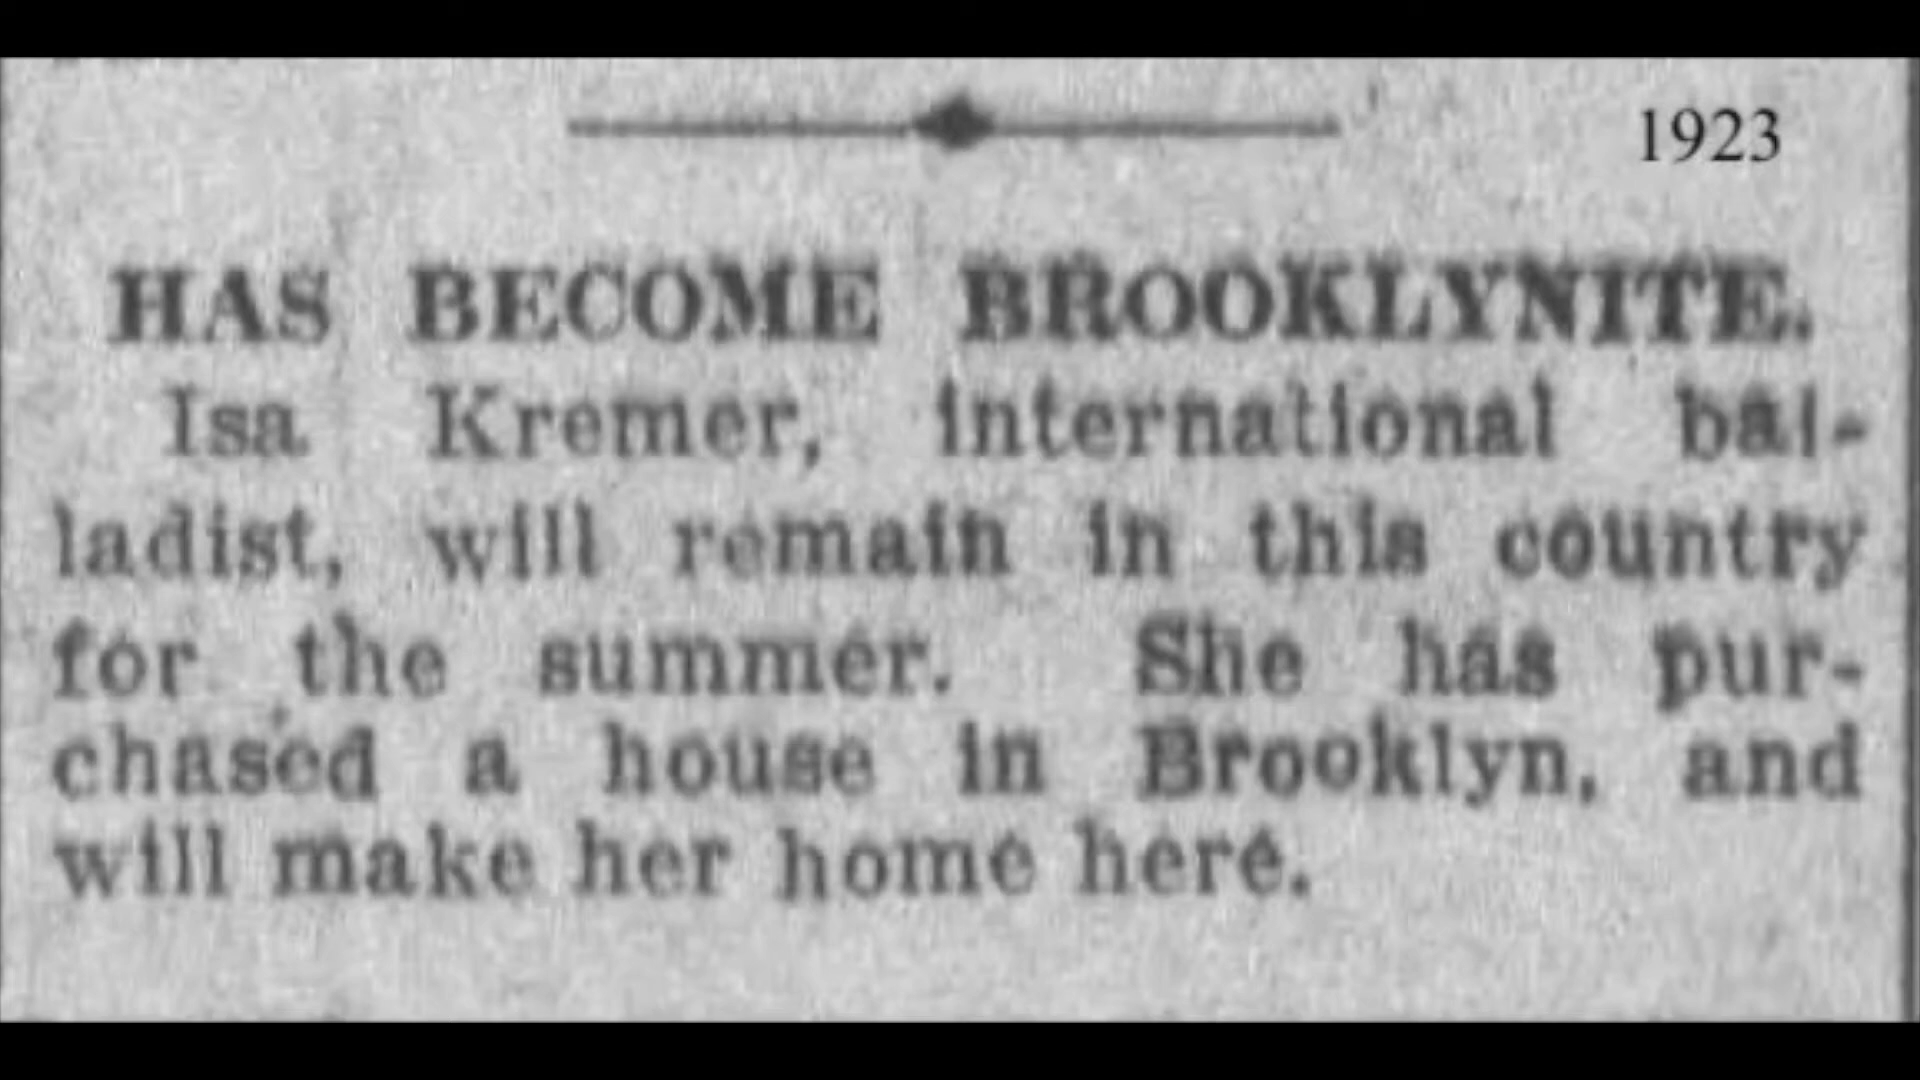 1923
HAS BECOME BROOKLYNITE.
Isa Kremer, international bal-
ladist, will remain in this country
for the summer. She has pur-
chased a house in Brooklyn, and
will make her home here.